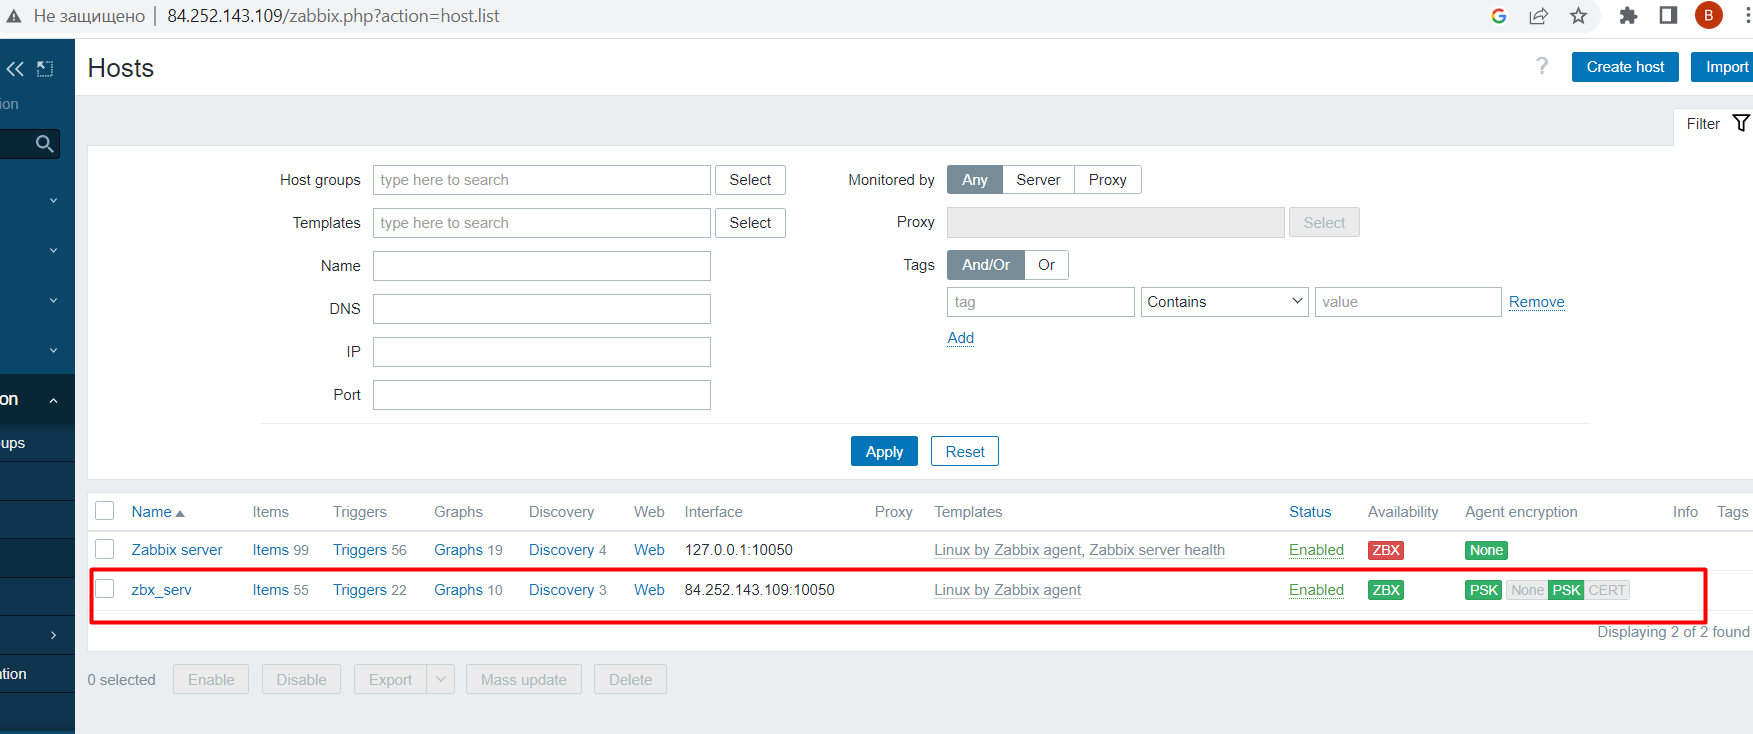 Не защищено | 84.252.143.109/zabbix.php?action=host.list B
Hosts ? Create host Import
ion
Filter
Host groups type here to search Select Monitored by Any Server Proxy
Templates type here to search Select Proxy Select
Name Tags And/Or Or
DNS tag Contains value Remove
IP Add
Port
on
ups
Apply Reset
Name Items Triggers Graphs Discovery Web Interface Proxy Templates Status Availability Agent encryption Info Tags
Zabbix server Items 99 Triggers 56 Graphs 19 Discovery 4 Web 127.0.0.1:10050 Linux by Zabbix agent, Zabbix server health Enabled ZBX None
zbx_serv Items 55 Triggers 22 Graphs 10 Discovery 3 Web 84.252.143.109:10050 Linux by Zabbix agent Enabled ZBX PSK None PSK CERT
Displaying 2 of 2 found
tion
0 selected Enable Disable Export Mass update Delete